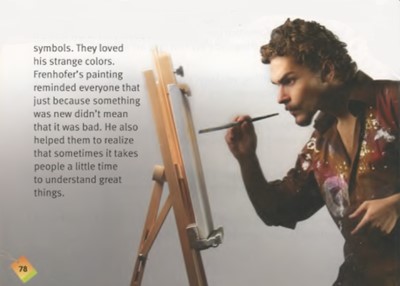 symbols. They loved
his strange colors.
Frenhofer's painting
reminded everyone that
just because something
was new didn't mean
that it was bad. He also
helped them to realize
that sometimes it takes
people a little time
to understand great
things.
78